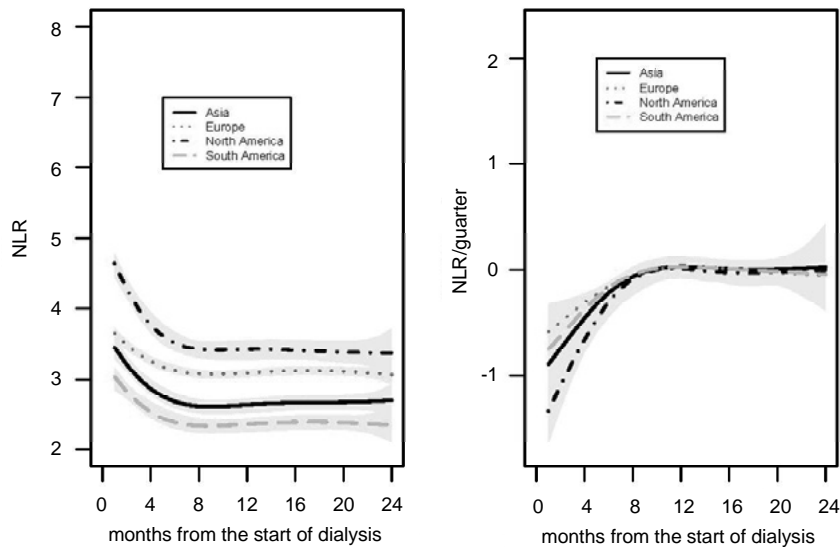 8
7
6
5
4
3
2
NLR
Asia
Europe
North America
South America
0 4 8 12 16 20 24
months from the start of dialysis
2
1
0
-1
NLR/guarter
Asia
Europe
North America
South America
0 4 8 12 16 20 24
months from the start of dialysis